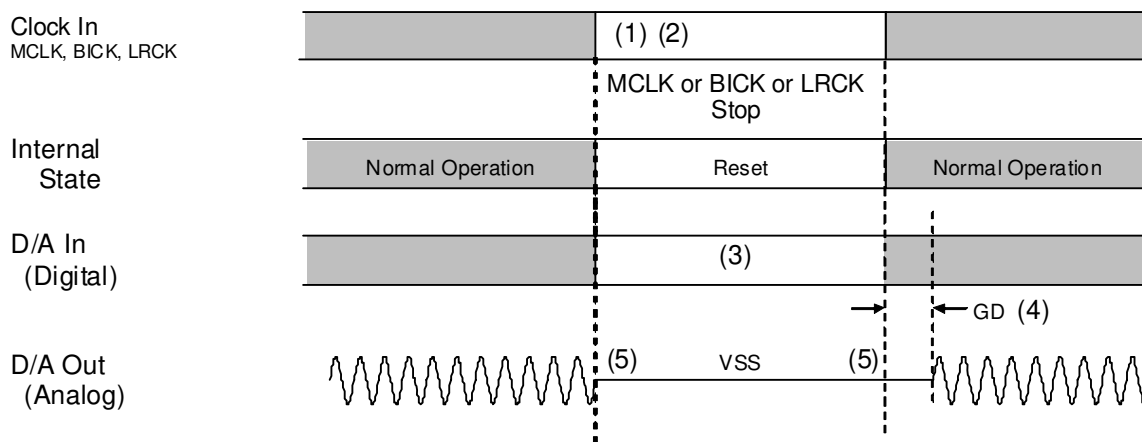 Clock In
MCLK, BICK, LRCK
(1) (2)
MCLK or BICK or LRCK
Stop
Internal
State
Normal Operation
Reset
Normal Operation
D/A In
(Digital)
(3)
GD (4)
D/A Out
(Analog)
(5)
VSS
(5)